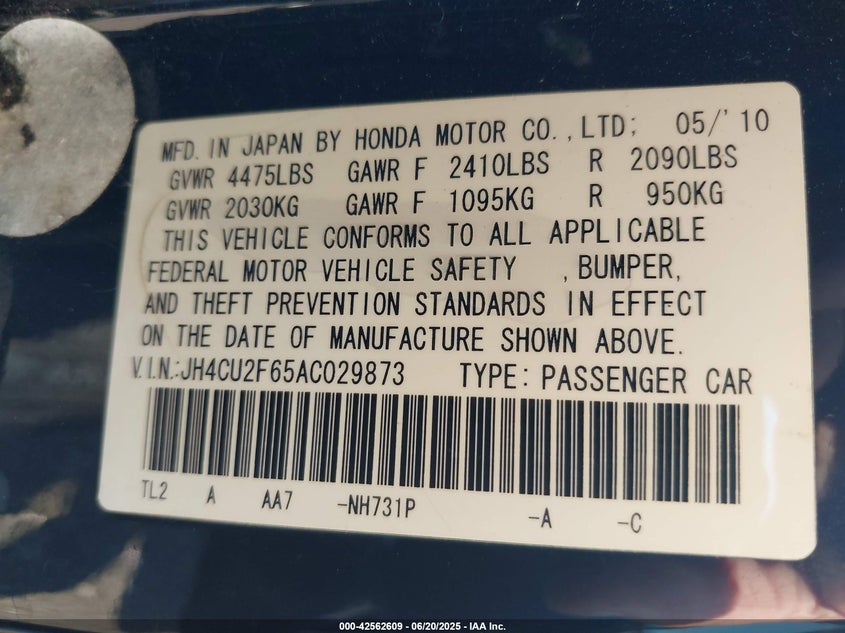 MFD. IN JAPAN BY HONDA MOTOR CO., LTD; 05/'10
GVWR 4475LBS GAWR F 2410LBS R 2090LBS
GVWR 2030KG GAWR F 1095KG R 950KG
THIS VEHICLE CONFORMS TO ALL APPLICABLE
FEDERAL MOTOR VEHICLE SAFETY , BUMPER,
AND THEFT PREVENTION STANDARDS IN EFFECT
ON THE DATE OF MANUFACTURE SHOWN ABOVE.
V.I.N.:JH4CU2F65AC029873 TYPE: PASSENGER CAR
TL2 A AA7 -NH731P -A -C
000-42562609 - 06/20/2025 - IAA Inc.